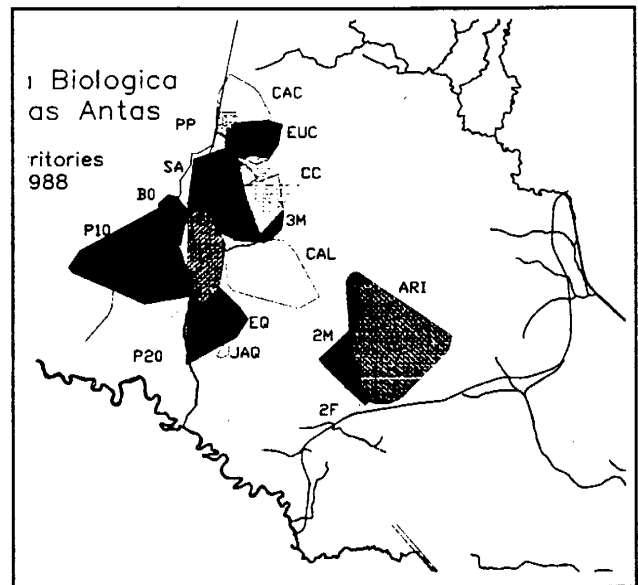 Biologica
as Antas
rritories
988
CAC
PP
EUC
SA
CC
BO
3M
P10
CAL
ARI
EQ
2M
P20
JAQ
2F